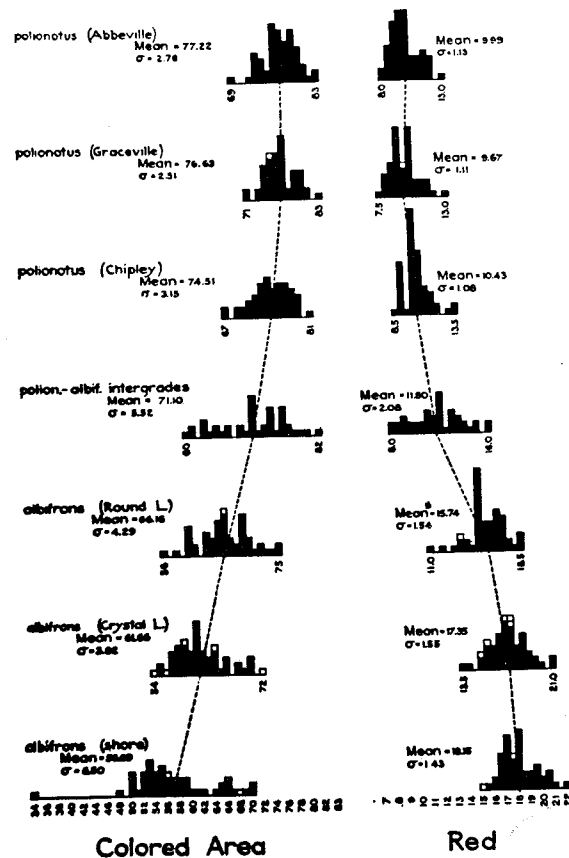 polionotus (Abbeville)
Mean = 77.22
σ = 2.78
69 83
Mean = 9.99
σ = 1.13
8.0 13.0
polionotus (Graceville)
Mean = 76.63
σ = 2.51
71 83
Mean = 9.67
σ = 1.11
7.5 13.0
polionotus (Chipley)
Mean = 74.51
σ = 3.15
67 81
Mean = 10.43
σ = 1.08
8.5 13.5
polion.-albif. intergrades
Mean = 71.10
60 82
Mean = 11.80
σ = 2.08
8.0 16.0
albifrons (Round L.)
Mean = 66.16
σ = 4.29
56 75
Mean = 15.74
σ = 1.54
11.0 18.5
albifrons (Crystal L.)
Mean = 61.66
σ = 3.82
54 72
Mean = 17.35
σ = 1.55
13.5 21.0
albifrons (shore)
Mean
σ = 6.50
Mean = 18.15
σ = 1.43
Colored Area Red